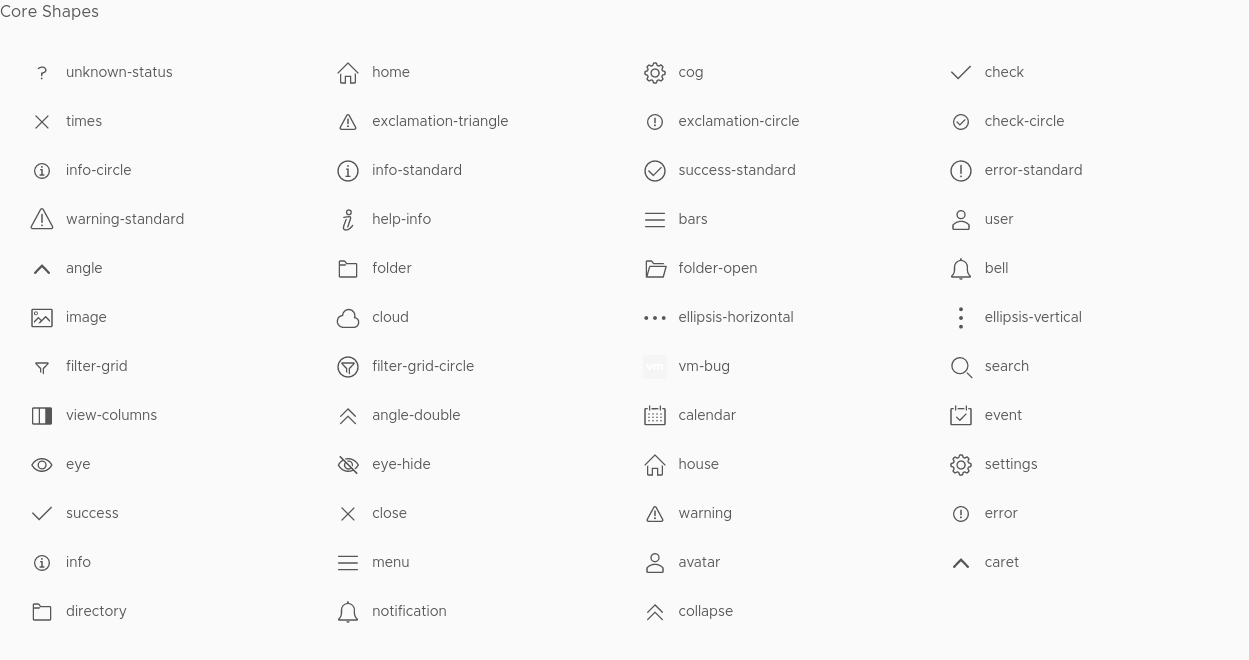 Core Shapes
unknown-status home cog check
times exclamation-triangle exclamation-circle check-circle
info-circle info-standard success-standard error-standard
warning-standard help-info bars user
angle folder folder-open bell
image cloud ellipsis-horizontal ellipsis-vertical
filter-grid filter-grid-circle vm vm-bug search
view-columns angle-double calendar event
eye eye-hide house settings
success close warning error
info menu avatar caret
directory notification collapse